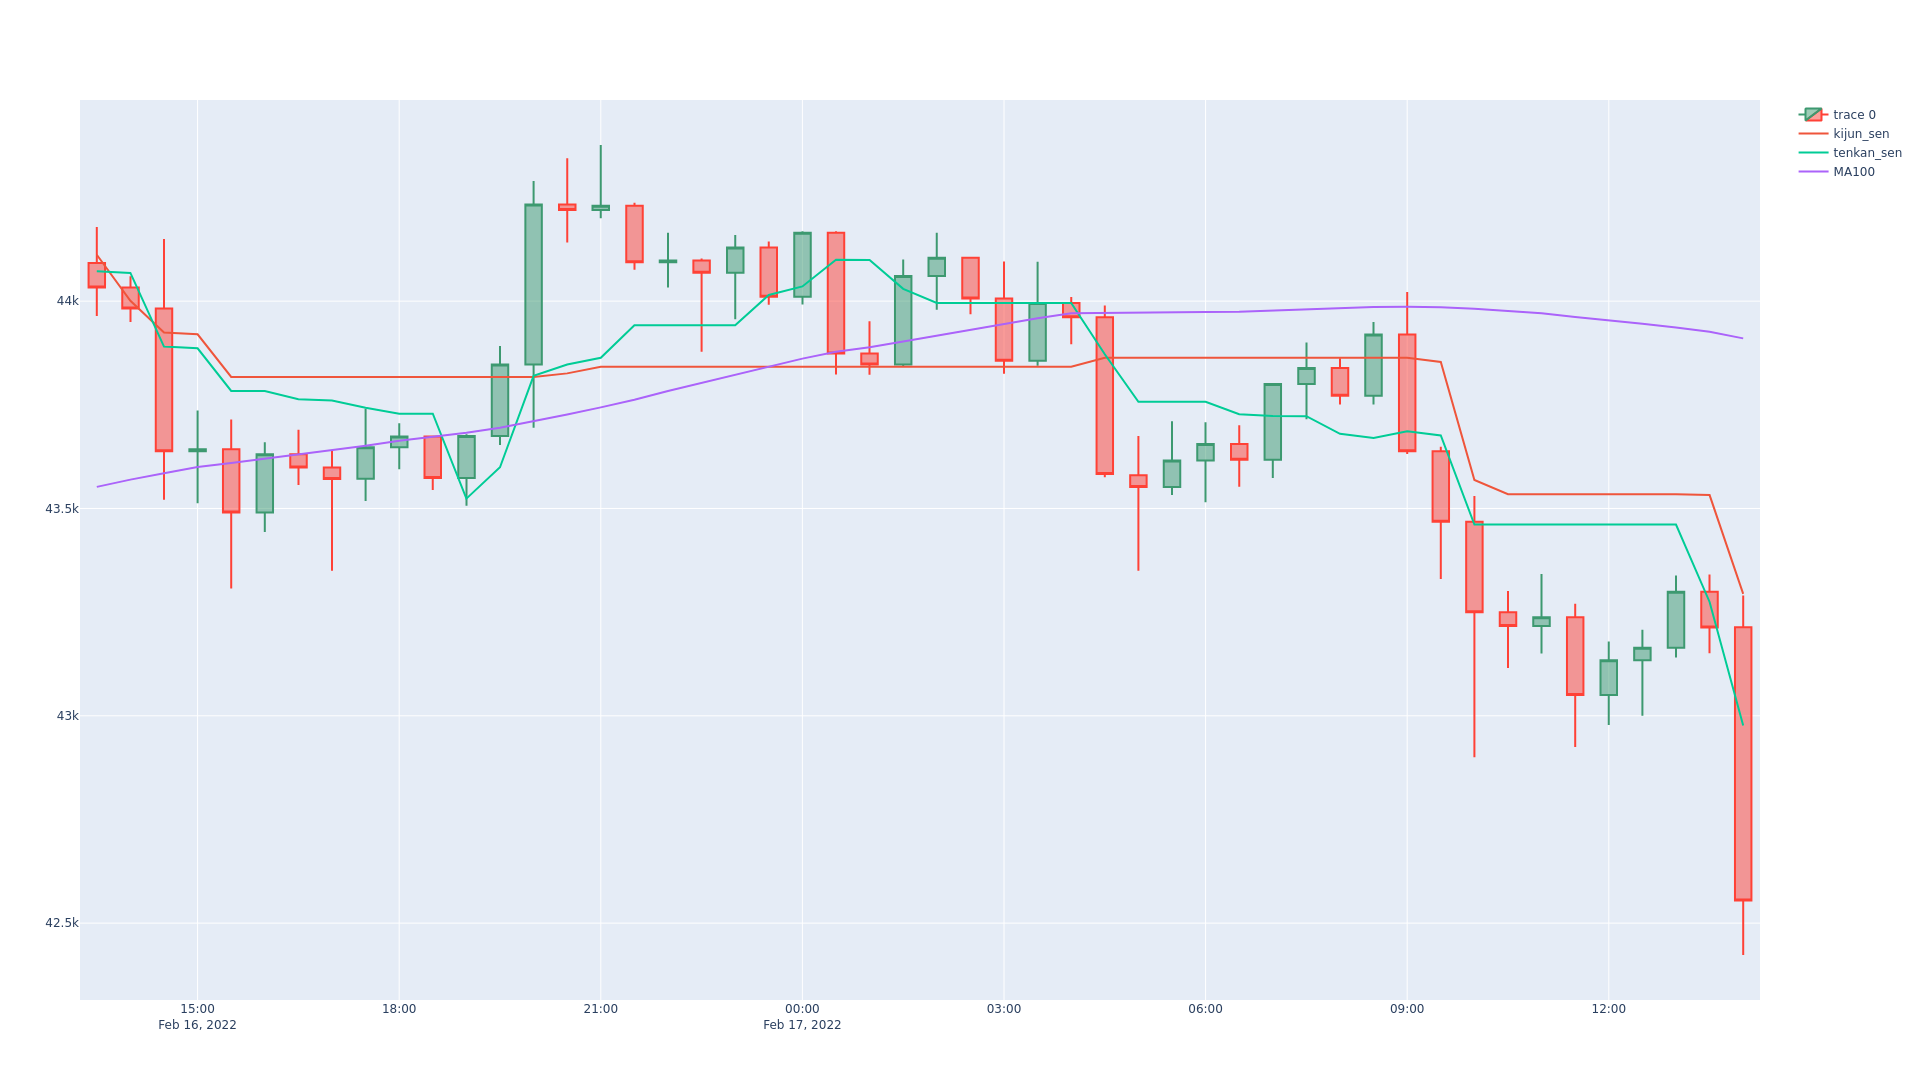 trace 0
kijun_sen
tenkan_sen
MA100
44k
43.5k
43k
42.5k
15:00 18:00 21:00 00:00 03:00 06:00 09:00 12:00
Feb 16, 2022 Feb 17, 2022